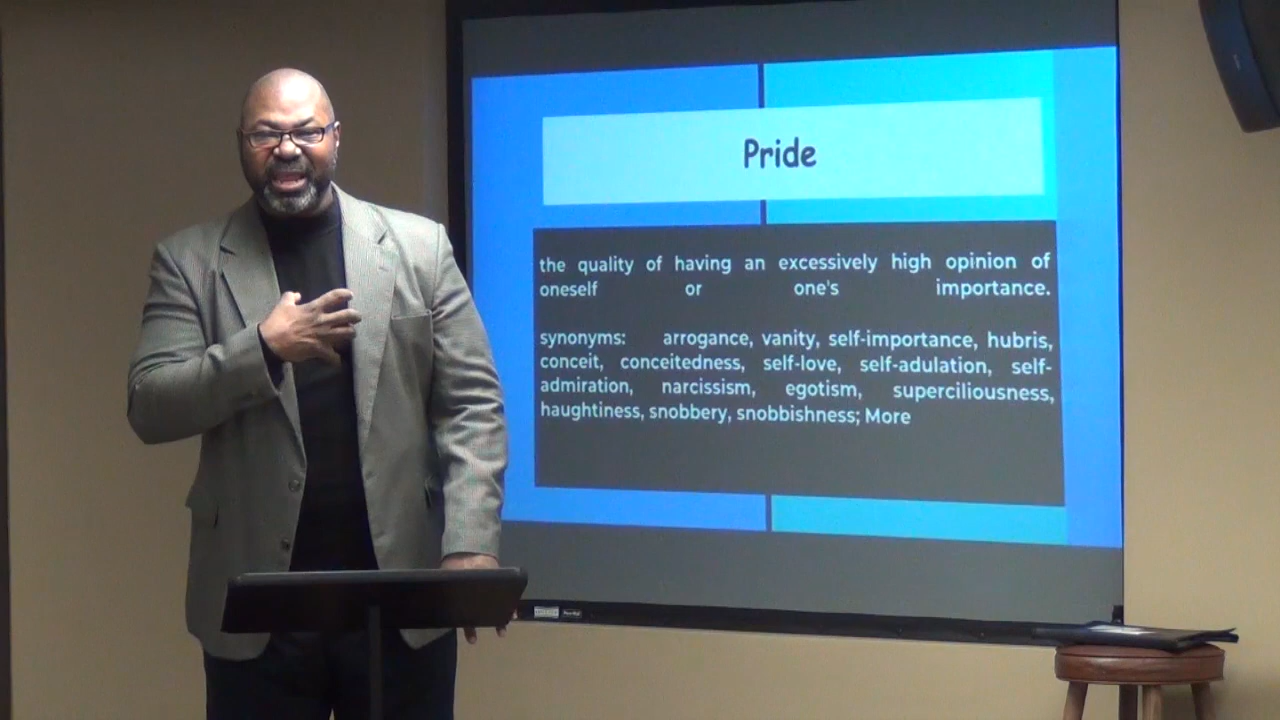 Pride
the quality of having an excessively high opinion of
oneself or one's importance.
synonyms: arrogance, vanity, self-importance, hubris,
conceit, conceitedness, self-love, self-adulation, self-
admiration, narcissism, egotism, superciliousness,
haughtiness, snobbery, snobbishness; More